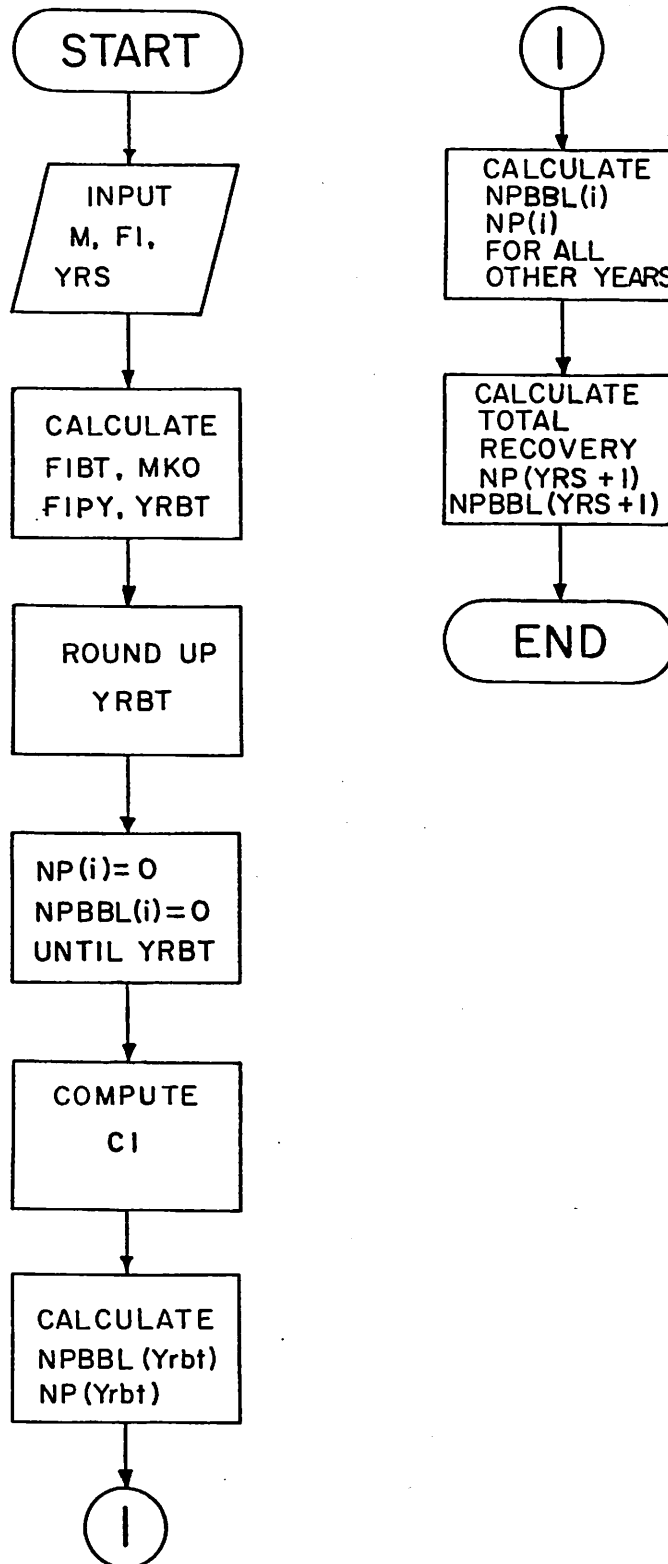 START
INPUT
M, FI,
YRS
CALCULATE
FIBT, MKO
FIPY, YRBT
ROUND UP
YRBT
NP(i)=0
NPBBL(i)=0
UNTIL YRBT
COMPUTE
CI
CALCULATE
NPBBL(Yrbt)
NP(Yrbt)
I
I
CALCULATE
NPBBL(i)
NP(i)
FOR ALL
OTHER YEARS
CALCULATE
TOTAL
RECOVERY
NP(YRS+1)
NPBBL(YRS+1)
END